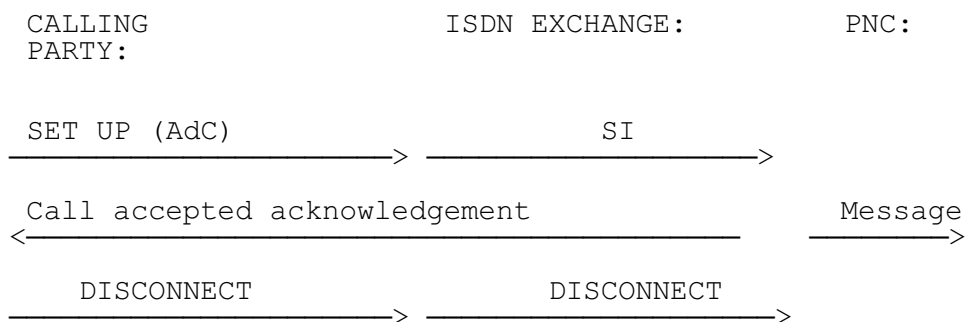 CALLING ISDN EXCHANGE: PNC:
PARTY:
SET UP (AdC) SI
Call accepted acknowledgement Message
DISCONNECT DISCONNECT